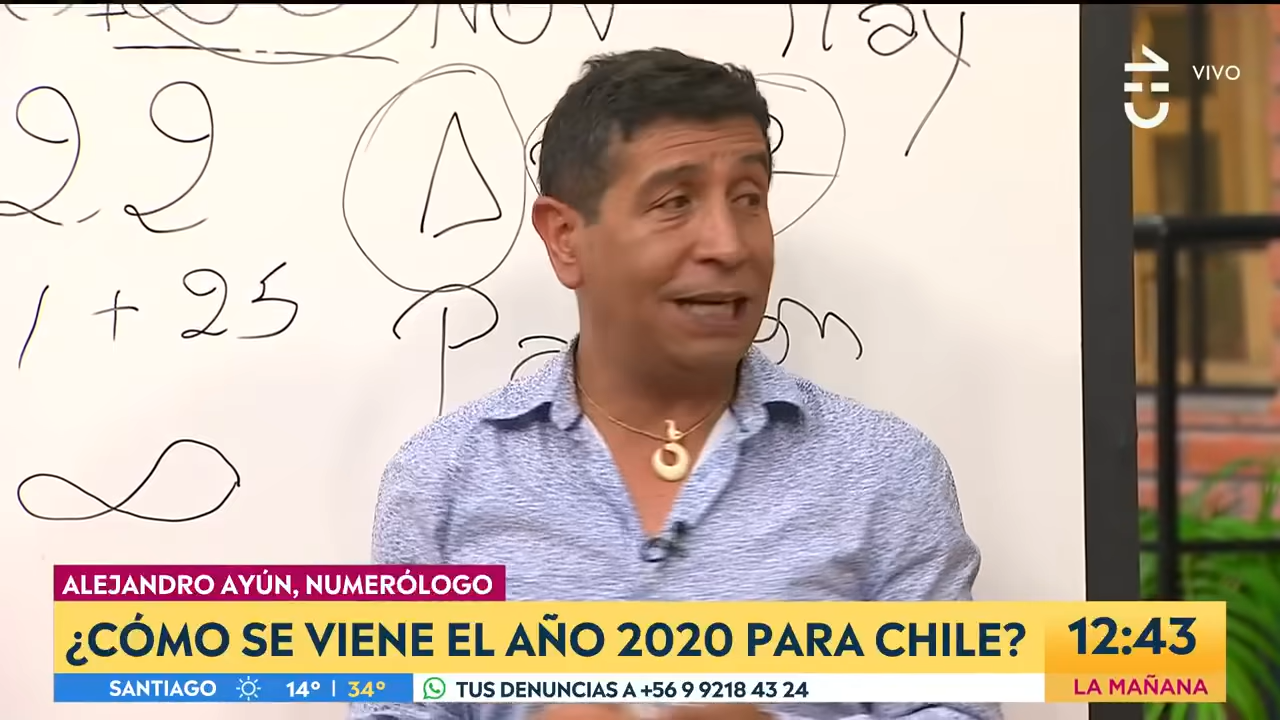 NOV May
VIVO
2.2
1 + 25
ALEJANDRO AYÚN, NUMERÓLOGO
¿CÓMO SE VIENE EL AÑO 2020 PARA CHILE?
12:43
LA MAÑANA
SANTIAGO 14° | 34°
TUS DENUNCIAS A +56 9 9218 43 24